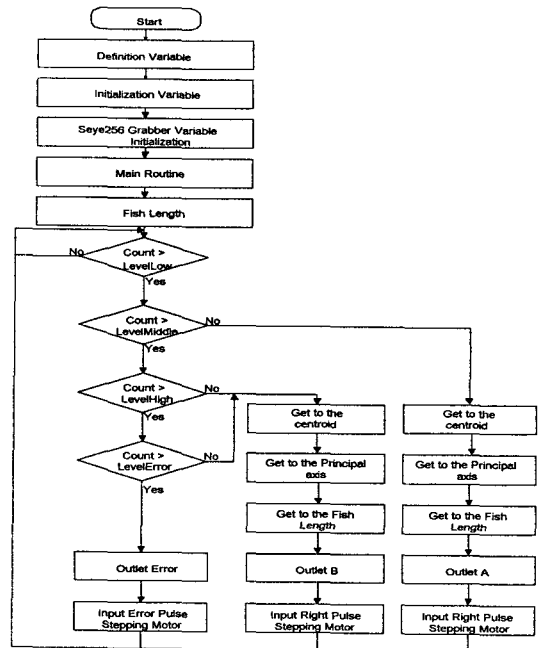 Start
Definition Variable
Initialization Variable
Seye256 Grabber Variable
Initialization
Main Routine
Fish Length
No
Count >
LevelLow
Yes
Count >
LevelMiddle
No
Yes
Count >
LevelHigh
No
Yes
Count >
LevelError
No
Yes
Outlet Error
Input Error Pulse
Stepping Motor
Get to the
centroid
Get to the Principal
axis
Get to the Fish
Length
Outlet B
Input Right Pulse
Stepping Motor
Get to the
centroid
Get to the Principal
axis
Get to the Fish
Length
Outlet A
Input Right Pulse
Stepping Motor